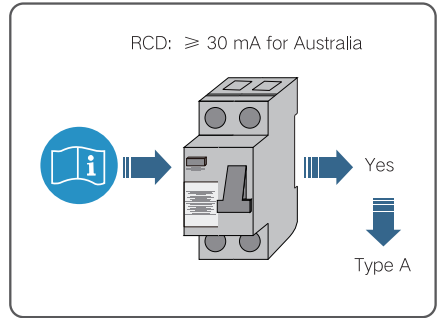 RCD: ≥ 30 mA for Australia
i
Yes
Type A